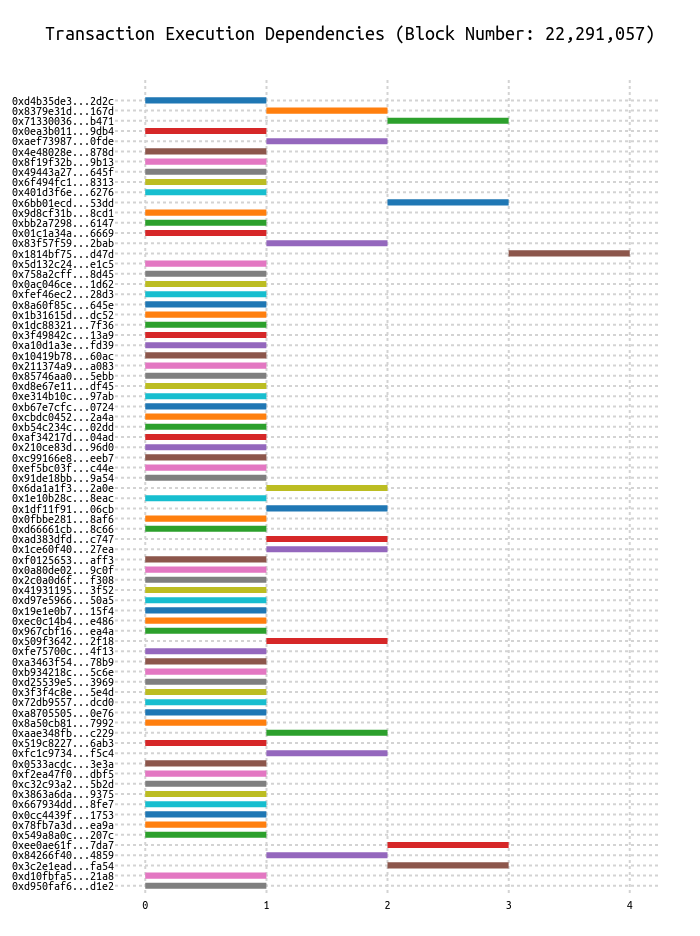 Transaction Execution Dependencies (Block Number: 22,291,057)
0xd4b35de3...2d2c
0x8379e31d...167d
0x71330036...b471
0x0ea3b011...9db4
0xaef73987...0fde
0x4e48028e...878d
0x8f19f32b...9b13
0x49443a27...645f
0x6f494fc1...8313
0x401d3f6e...6276
0x6bb01ecd...53dd
0x9d8cf31b...8cd1
0xbb2a7298...6147
0x01c1a34a...6669
0x83f57f59...2bab
0x1814bf75...d47d
0x5d132c24...e1c5
0x758a2cff...8d45
0x0ac046ce...1d62
0xfef46ec2...28d3
0x8a60f85c...645e
0x1b31615d...dc52
0x1dc88321...7f36
0x3f49842c...13a9
0xa10d1a3e...fd39
0x10419b78...60ac
0x211374a9...a083
0x85746aa0...5ebb
0xd8e67e11...df45
0xe314b10c...97ab
0xb67e7cfc...0724
0xcbdc0452...2a4a
0xb54c234c...02dd
0xaf34217d...04ad
0x210ce83d...96d0
0xc99166e8...eeb7
0xef5bc03f...c44e
0x91de18bb...9a54
0x6da1a1f3...2a0e
0x1e10b28c...8eac
0x1df11f91...06cb
0x0fbbe281...8af6
0xd66661cb...8c66
0xad383dfd...c747
0x1ce60f40...27ea
0xf0125653...aff3
0x0a80de02...9c0f
0x2c0a0d6f...f308
0x41931195...3f52
0xd97e5966...50a5
0x19e1e0b7...15f4
0xec0c14b4...e486
0x967cbf16...ea4a
0x509f3642...2f18
0xfe75700c...4f13
0xa3463f54...78b9
0xb934218c...5c6e
0xd25539e5...3969
0x3f3f4c8e...5e4d
0x72db9557...dcd0
0xa8705505...0e76
0x8a50cb81...7992
0xaae348fb...c229
0x519c8227...6ab3
0xfc1c9734...f5c4
0x0533acdc...3e3a
0xf2ea47f0...dbf5
0xc32c93a2...5b2d
0x3863a6da...9375
0x667934dd...8fe7
0x0cc4439f...1753
0x78fb7a3d...ea9a
0x549a8a0c...207c
0xee0ae61f...7da7
0x84266f40...4859
0x3c2e1ead...fa54
0xd10fbfa5...21a8
0xd950faf6...d1e2
0 1 2 3 4